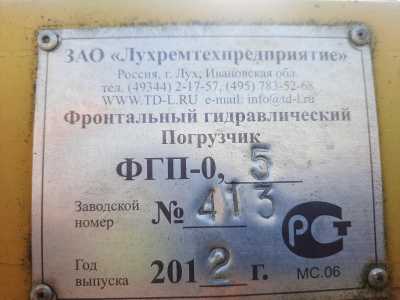 ЗАО «Лухремтехпредприятие»
Россия, г. Лух, Ивановская обл.
тел. (49344) 2-17-57, (495) 783-52-68
WWW.TD-L.RU e-mail: info@td-l.ru
Фронтальный гидравлический
Погрузчик
ФГП-0, 5
Заводской номер № 413
Год выпуска 2012 г.
РСТ
МС.06